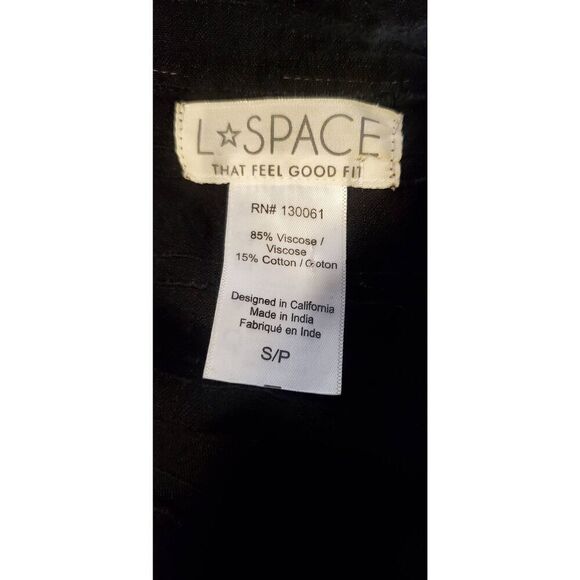 L☆SPACE
THAT FEEL GOOD FIT
RN# 130061
85% Viscose /
Viscose
15% Cotton / Coton
Designed in California
Made in India
Fabriqué en Inde
S/P